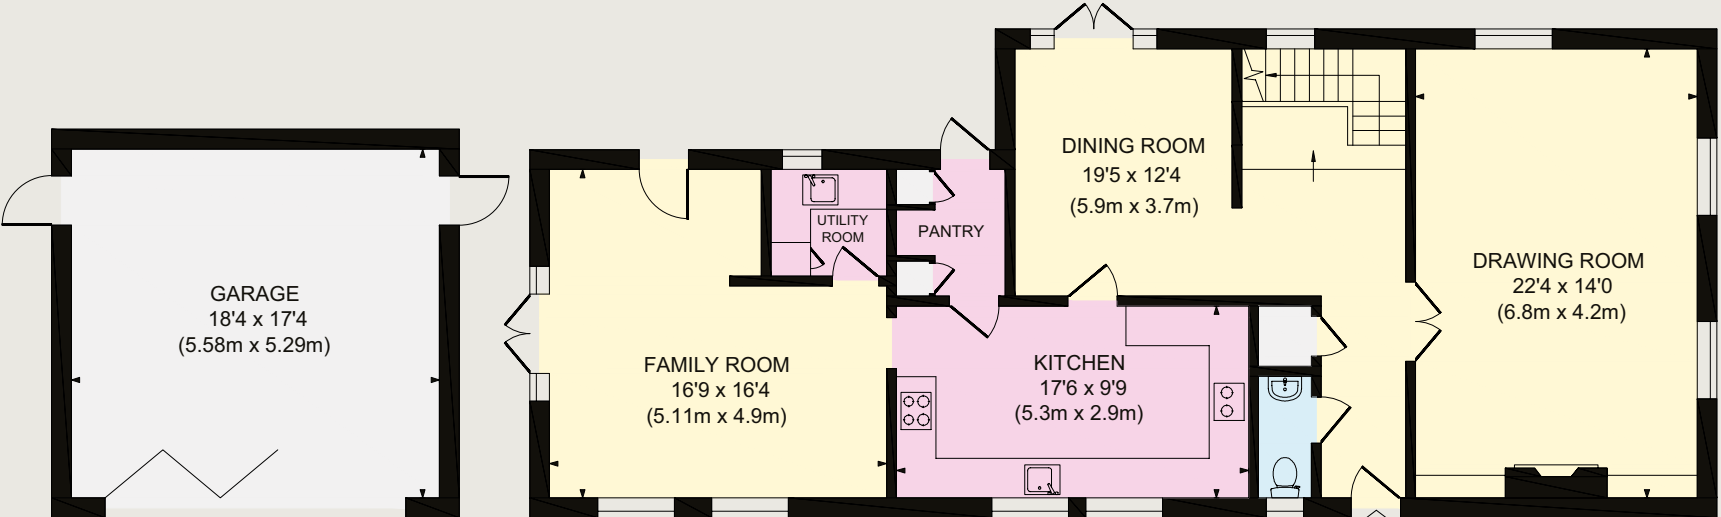 GARAGE
18'4 x 17'4
(5.58m x 5.29m)
FAMILY ROOM
16'9 x 16'4
(5.11m x 4.9m)
UTILITY
ROOM
PANTRY
KITCHEN
17'6 x 9'9
(5.3m x 2.9m)
DINING ROOM
19'5 x 12'4
(5.9m x 3.7m)
DRAWING ROOM
22'4 x 14'0
(6.8m x 4.2m)